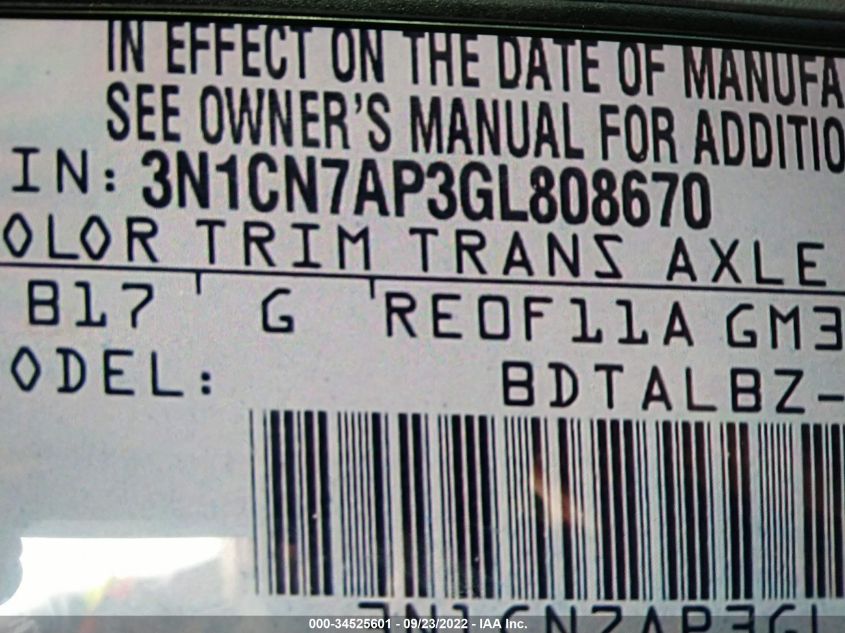 IN EFFECT ON THE DATE OF MANUFA
SEE OWNER'S MANUAL FOR ADDITIO
IN: 3N1CN7AP3GL808670
OLOR TRIM TRANS AXLE
B17 G RE0F11A GM3
ODEL: BDTALBZ-
3N1CN7AP3GL
000-34525601 - 09/23/2022 - IAA Inc.